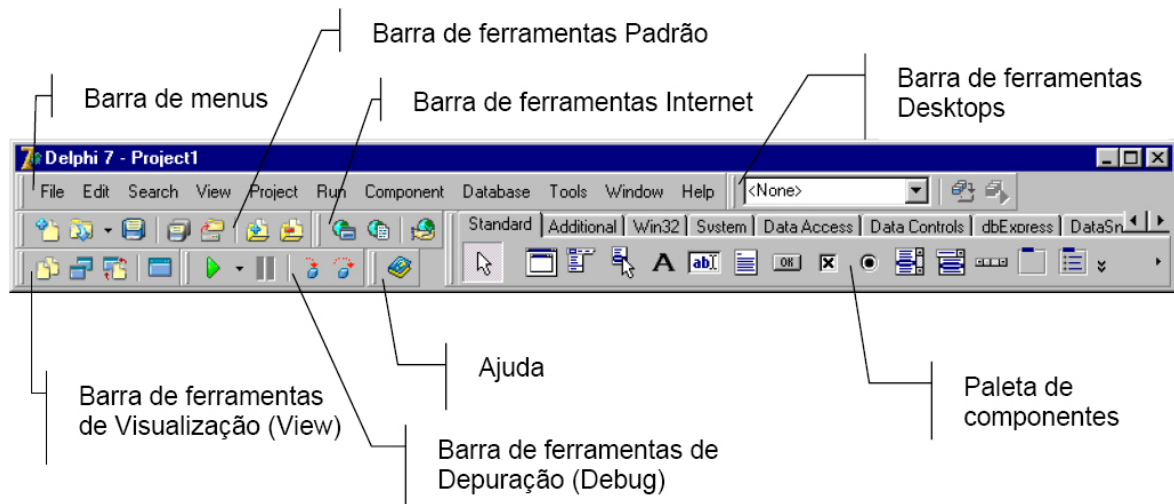 Barra de ferramentas Padrão
Barra de menus
Barra de ferramentas Internet
Barra de ferramentas
Desktops
Delphi 7 - Project1
File Edit Search View Project Run Component Database Tools Window Help <None>
Standard Additional Win32 System Data Access Data Controls dbExpress DataSn
A ab OK
Ajuda
Barra de ferramentas
de Visualização (View)
Paleta de
componentes
Barra de ferramentas de
Depuração (Debug)